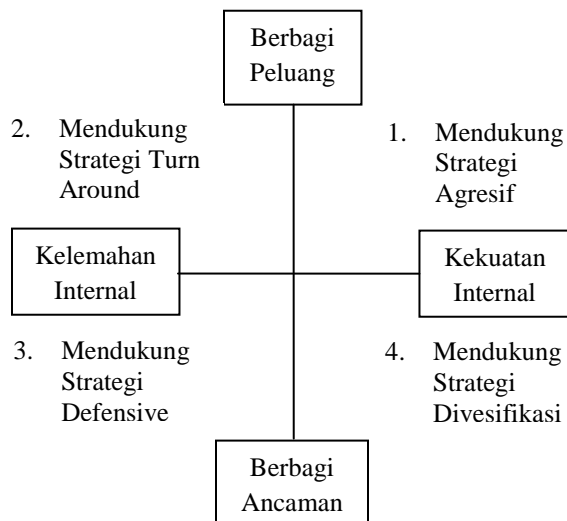 Berbagi
Peluang
2. Mendukung
Strategi Turn
Around
1. Mendukung
Strategi
Agresif
Kelemahan
Internal
Kekuatan
Internal
3. Mendukung
Strategi
Defensive
4. Mendukung
Strategi
Divesifikasi
Berbagi
Ancaman